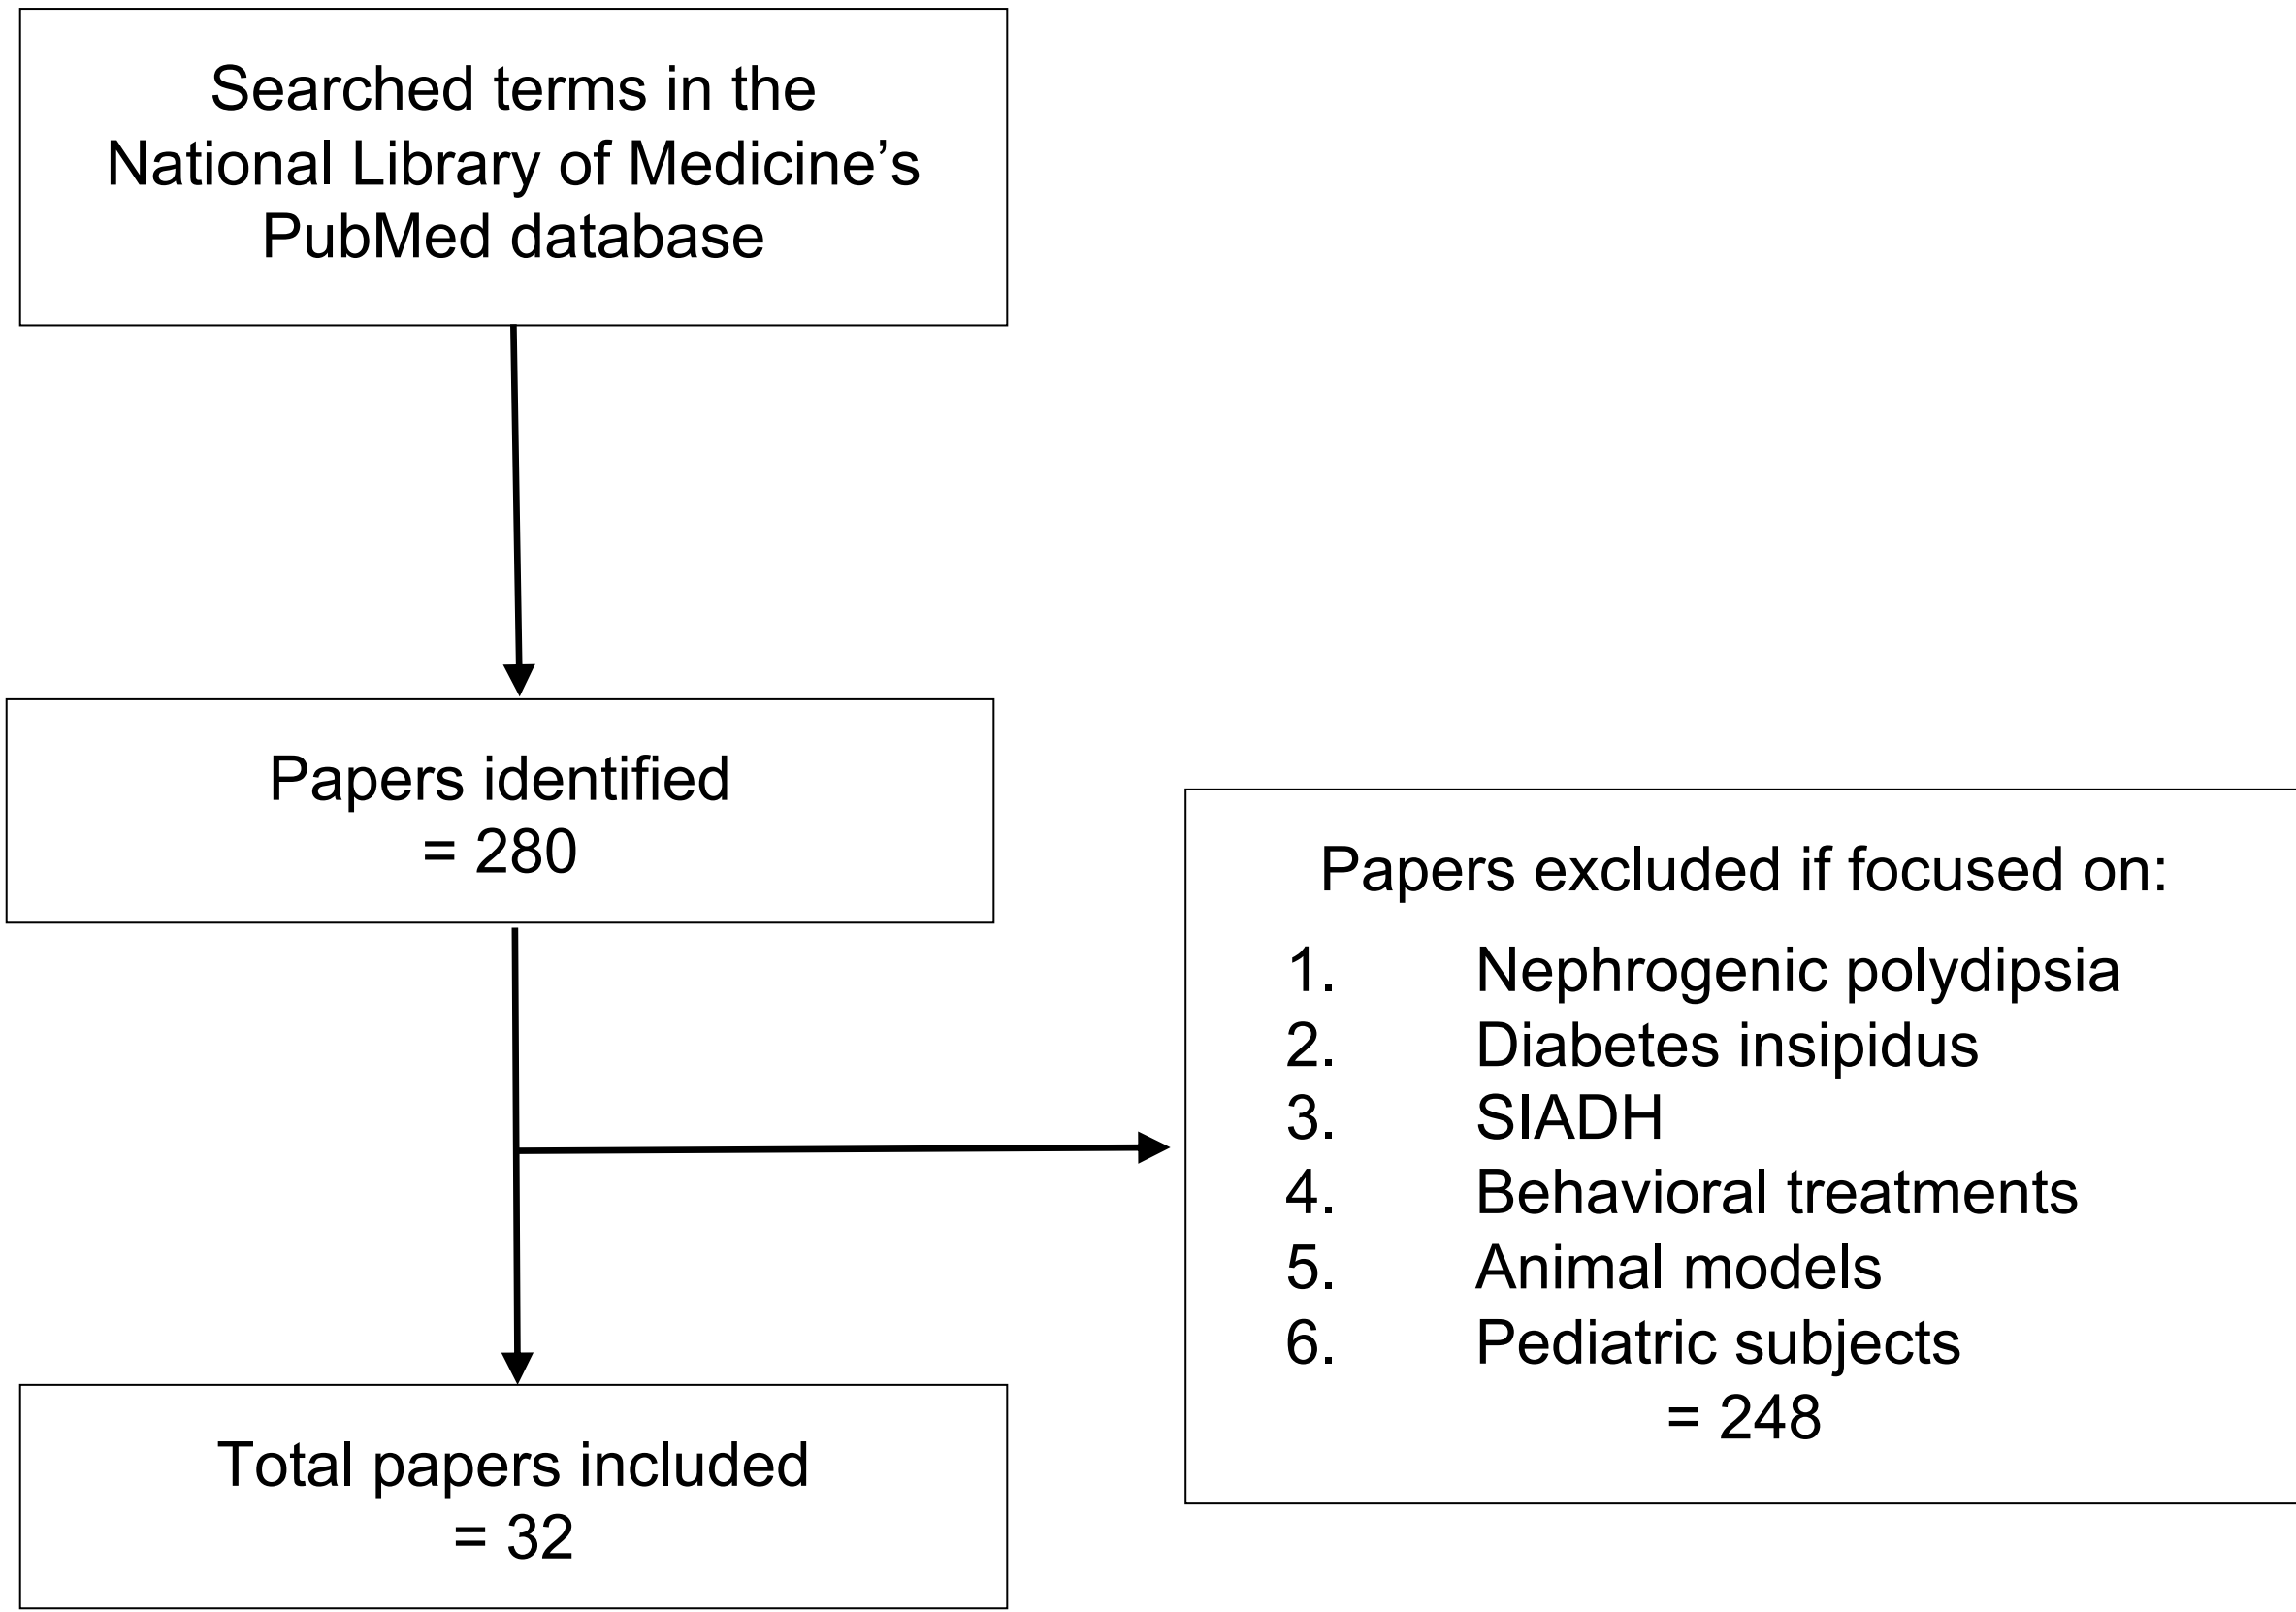 Searched terms in the
National Library of Medicine’s
PubMed database
Papers identified
= 280
Papers excluded if focused on:
1. Nephrogenic polydipsia
2. Diabetes insipidus
3. SIADH
4. Behavioral treatments
5. Animal models
6. Pediatric subjects
= 248
Total papers included
= 32